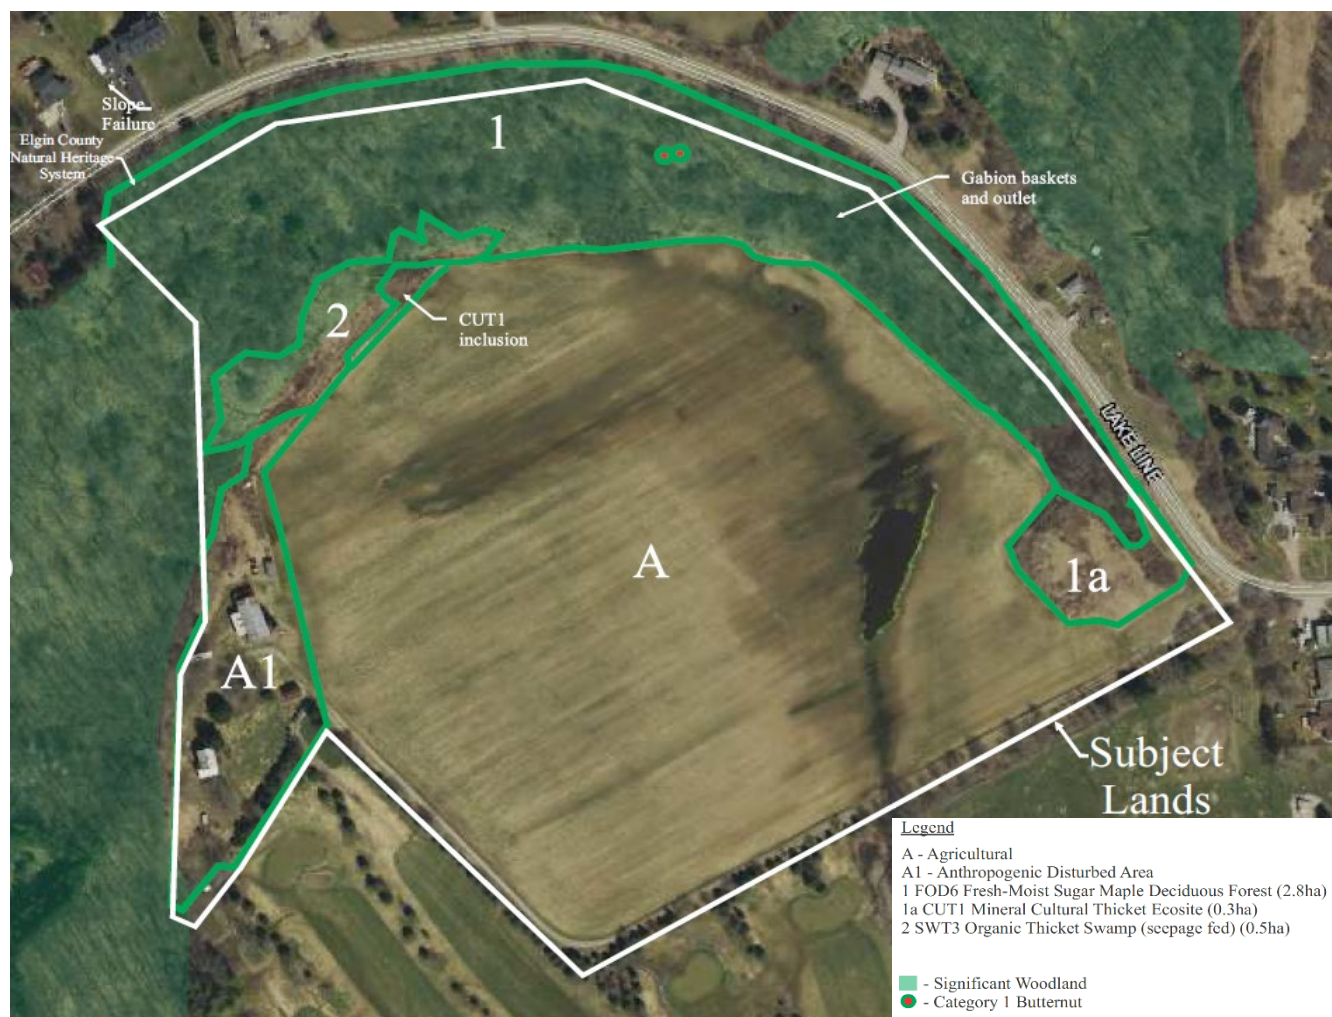 Slope
Failure
Elgin County
Natural Heritage
System
1
Gabion baskets
and outlet
2
CUT1
inclusion
LAKE LINE
A
1a
A1
Subject
Lands
Legend
A - Agricultural
A1 - Anthropogenic Disturbed Area
1 FOD6 Fresh-Moist Sugar Maple Deciduous Forest (2.8ha)
1a CUT1 Mineral Cultural Thicket Ecosite (0.3ha)
2 SWT3 Organic Thicket Swamp (seepage fed) (0.5ha)
- Significant Woodland
- Category 1 Butternut